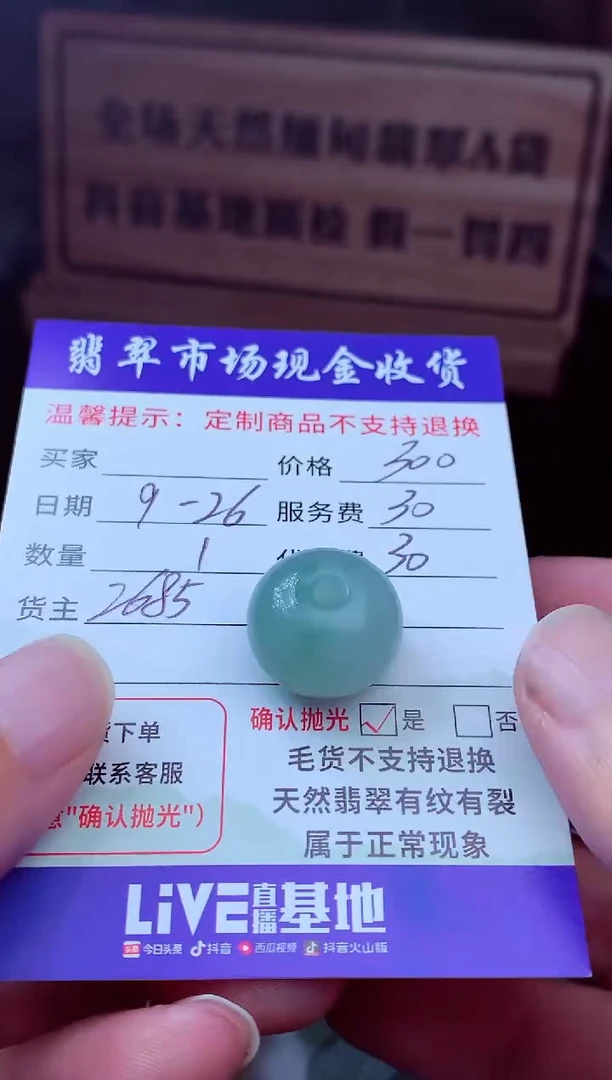 全场天然缅甸翡翠A货
抖音基地质检 假一罚四
翡翠市场现金收货
温馨提示：定制商品不支持退换
买家 价格 300
日期 9-26 服务费 30
数量 1 30
货主 2685
确认抛光 ☑是 ☐否
货下单
联系客服
"确认抛光")
毛货不支持退换
天然翡翠有纹有裂
属于正常现象
LiVE直播基地
头条 今日头条 抖音 西瓜视频 抖音火山版